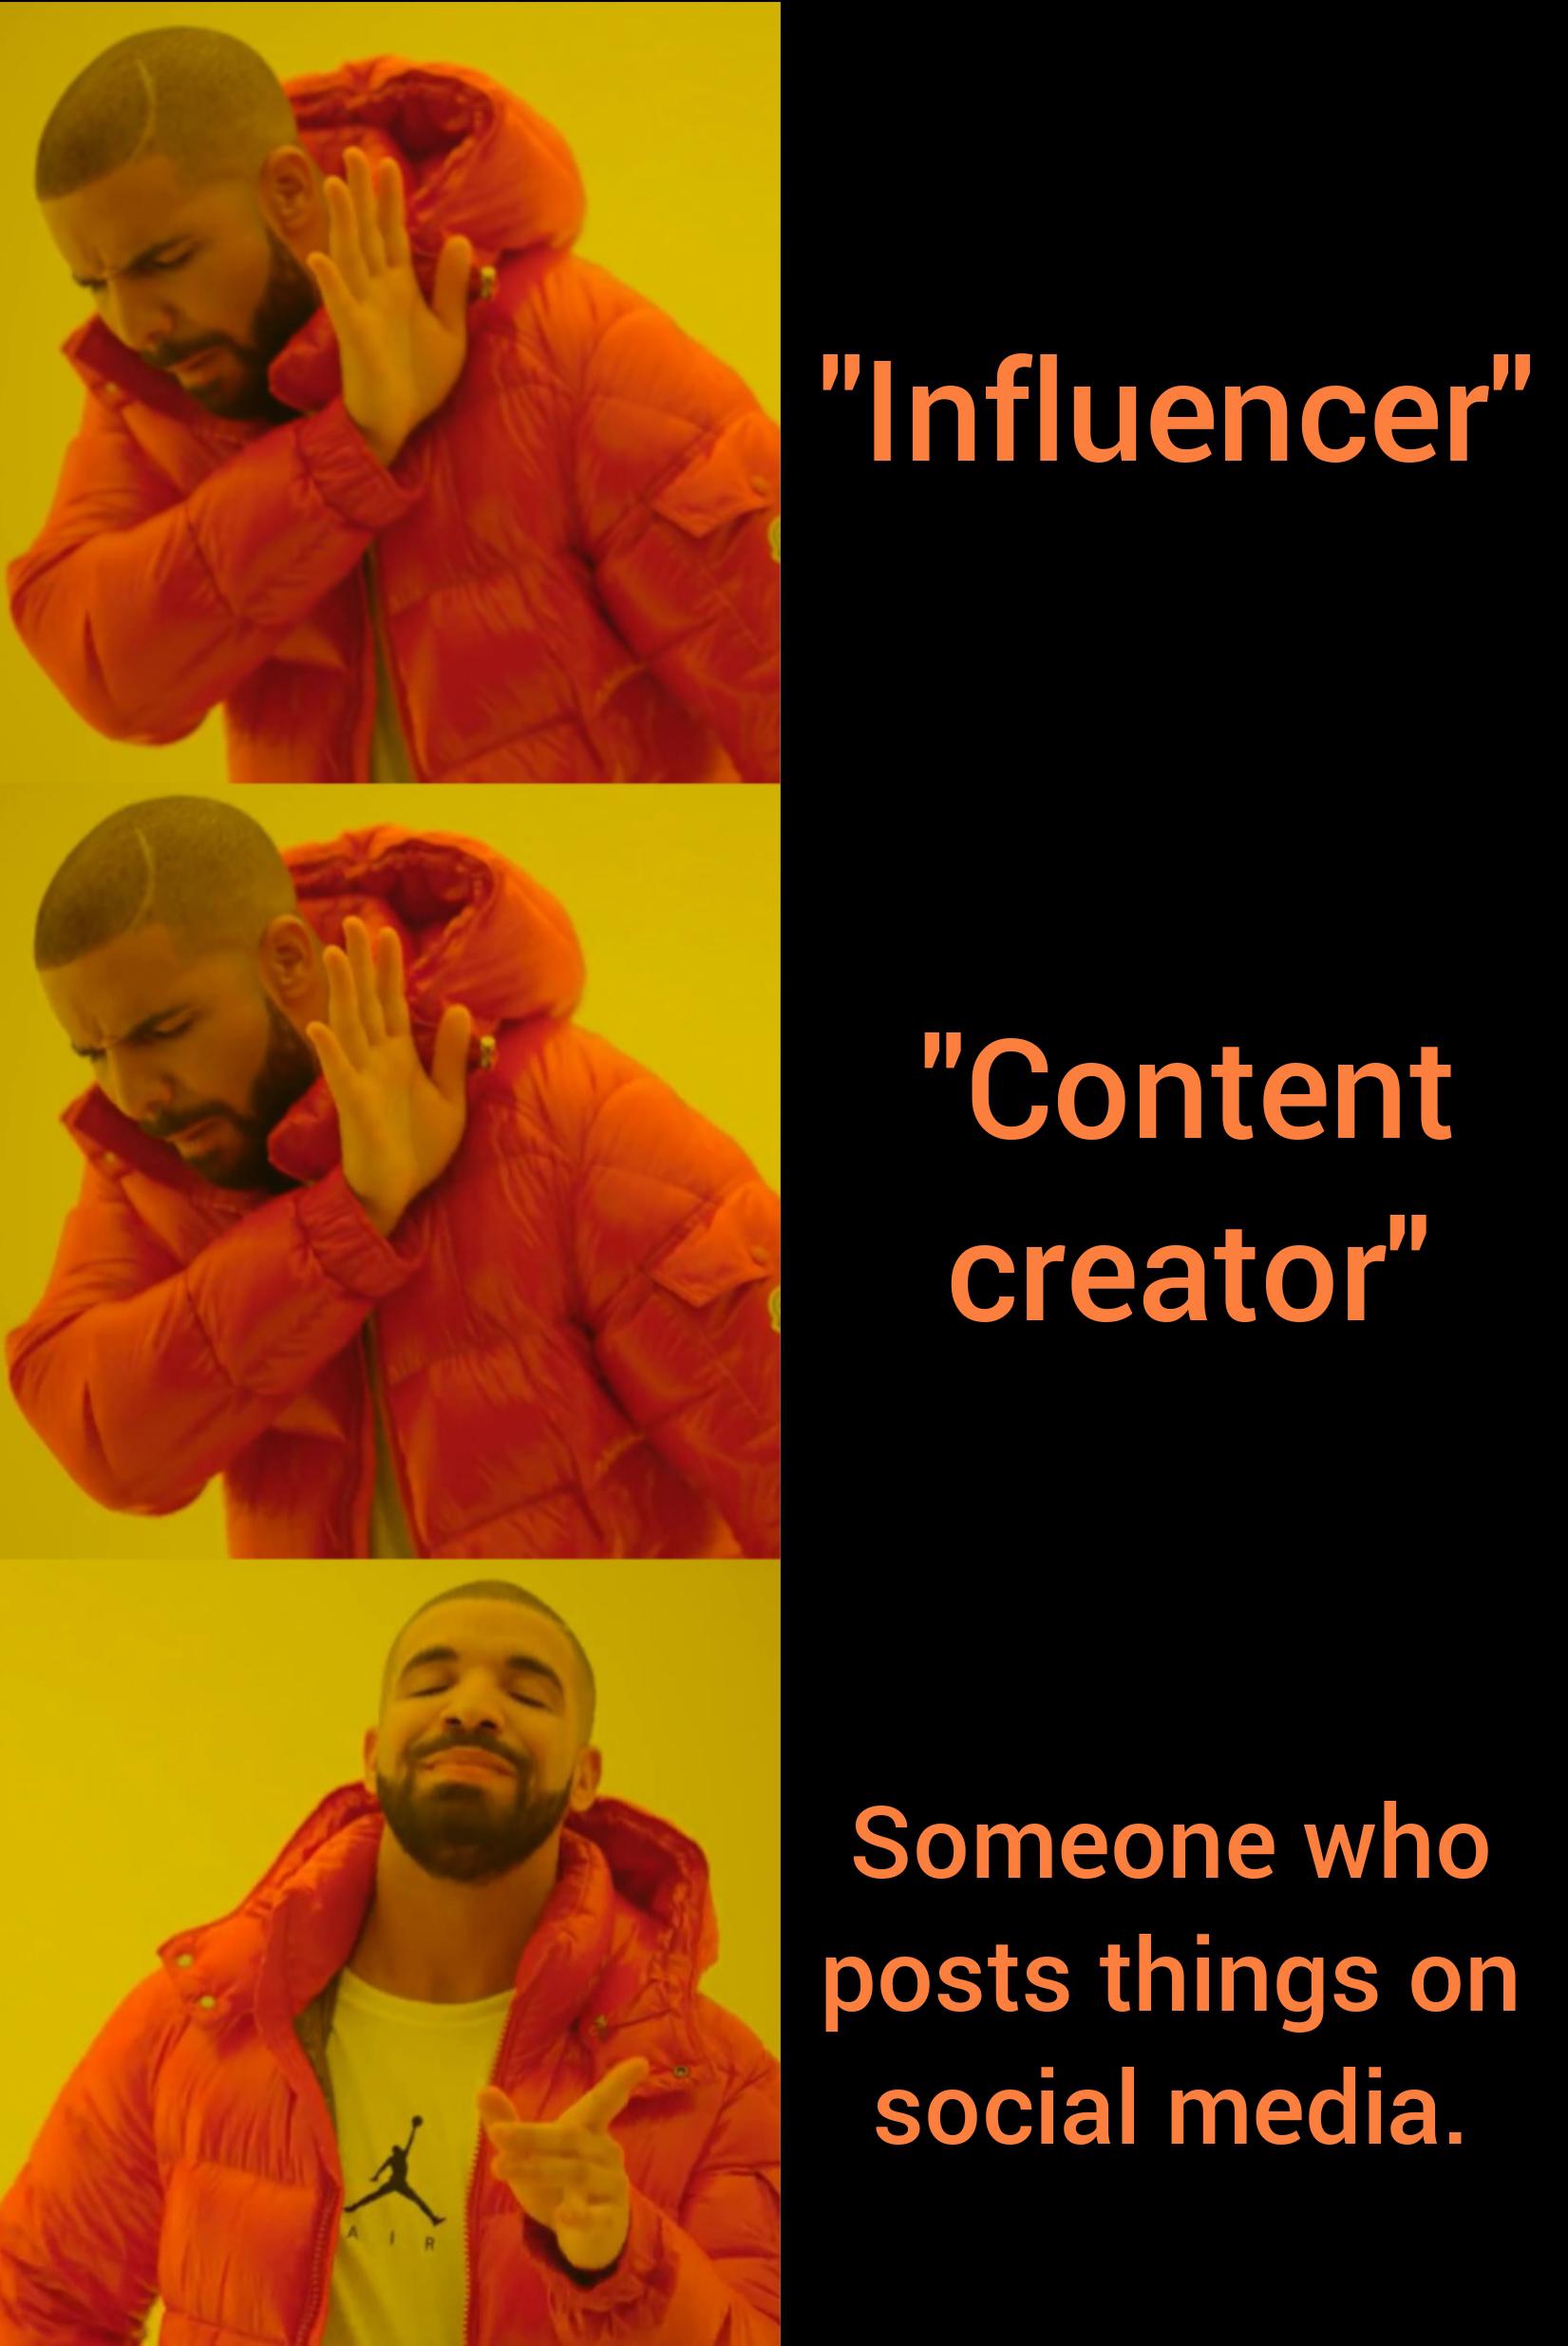 "Influencer"
"Content
creator"
Someone who
posts things on
social media.
AIR